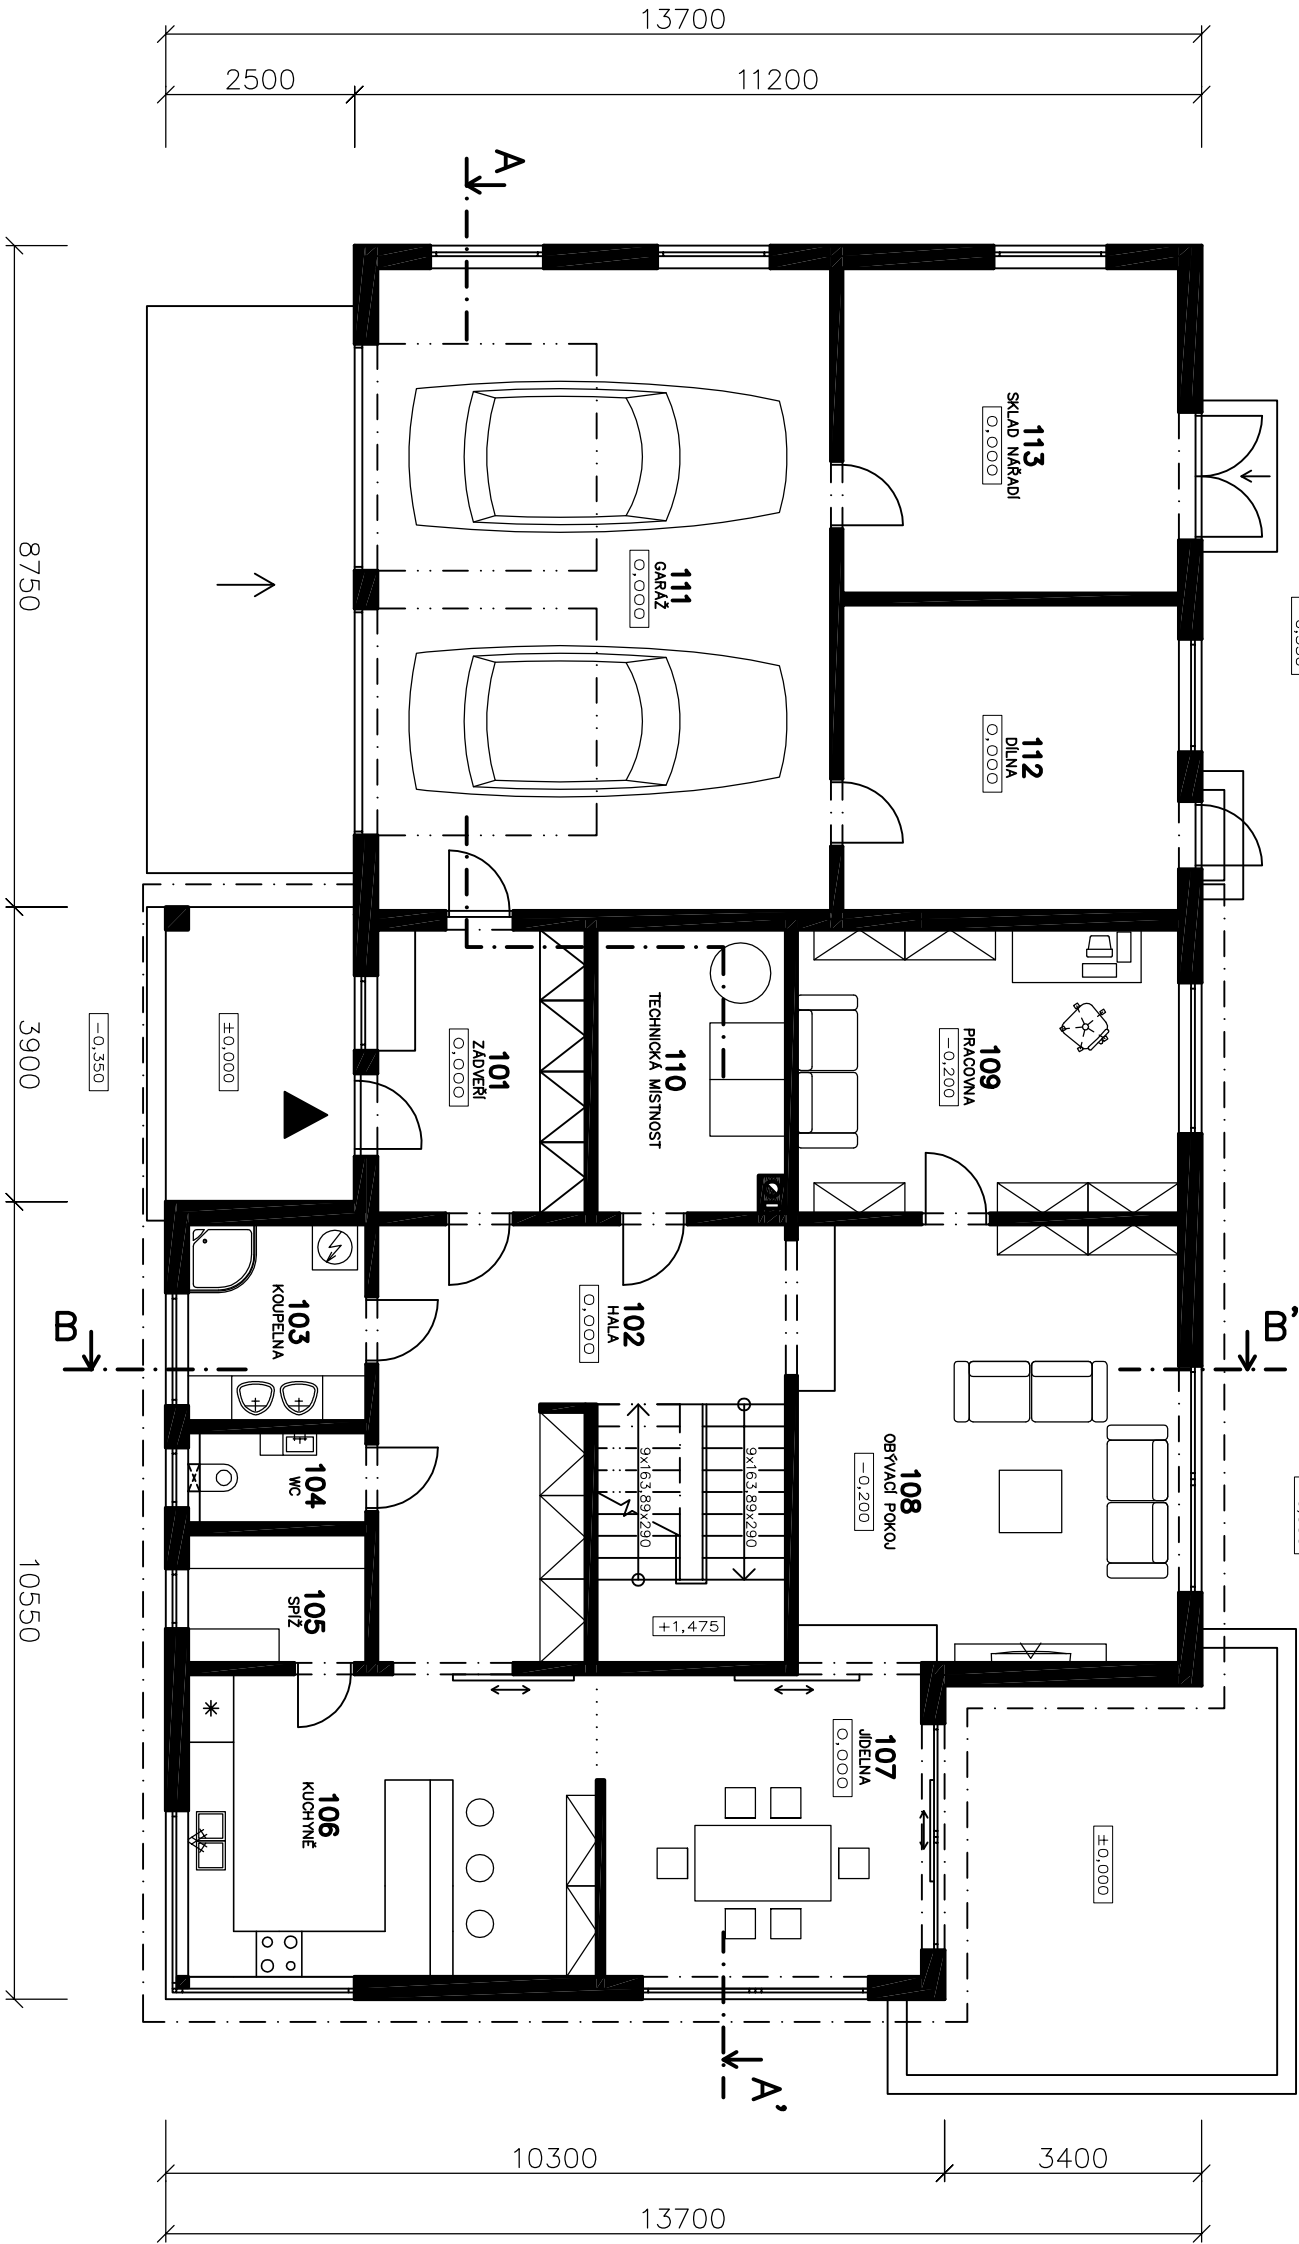 13700
2500
11200
A
8750
3900
10550
113
SKLAD NÁŘADÍ
0,000
112
DÍLNA
0,000
111
GARÁŽ
0,000
101
ZÁDVEŘÍ
0,000
110
TECHNICKÁ MÍSTNOST
109
PRACOVNA
-0,200
±0,000
-0,350
103
KOUPELNA
102
HALA
0,000
B
B'
104
WC
105
SPÍŽ
9x163,89x290
9x163,89x290
+1,475
108
OBÝVACÍ POKOJ
-0,200
107
JÍDELNA
0,000
106
KUCHYNĚ
±0,000
A'
10300
3400
13700